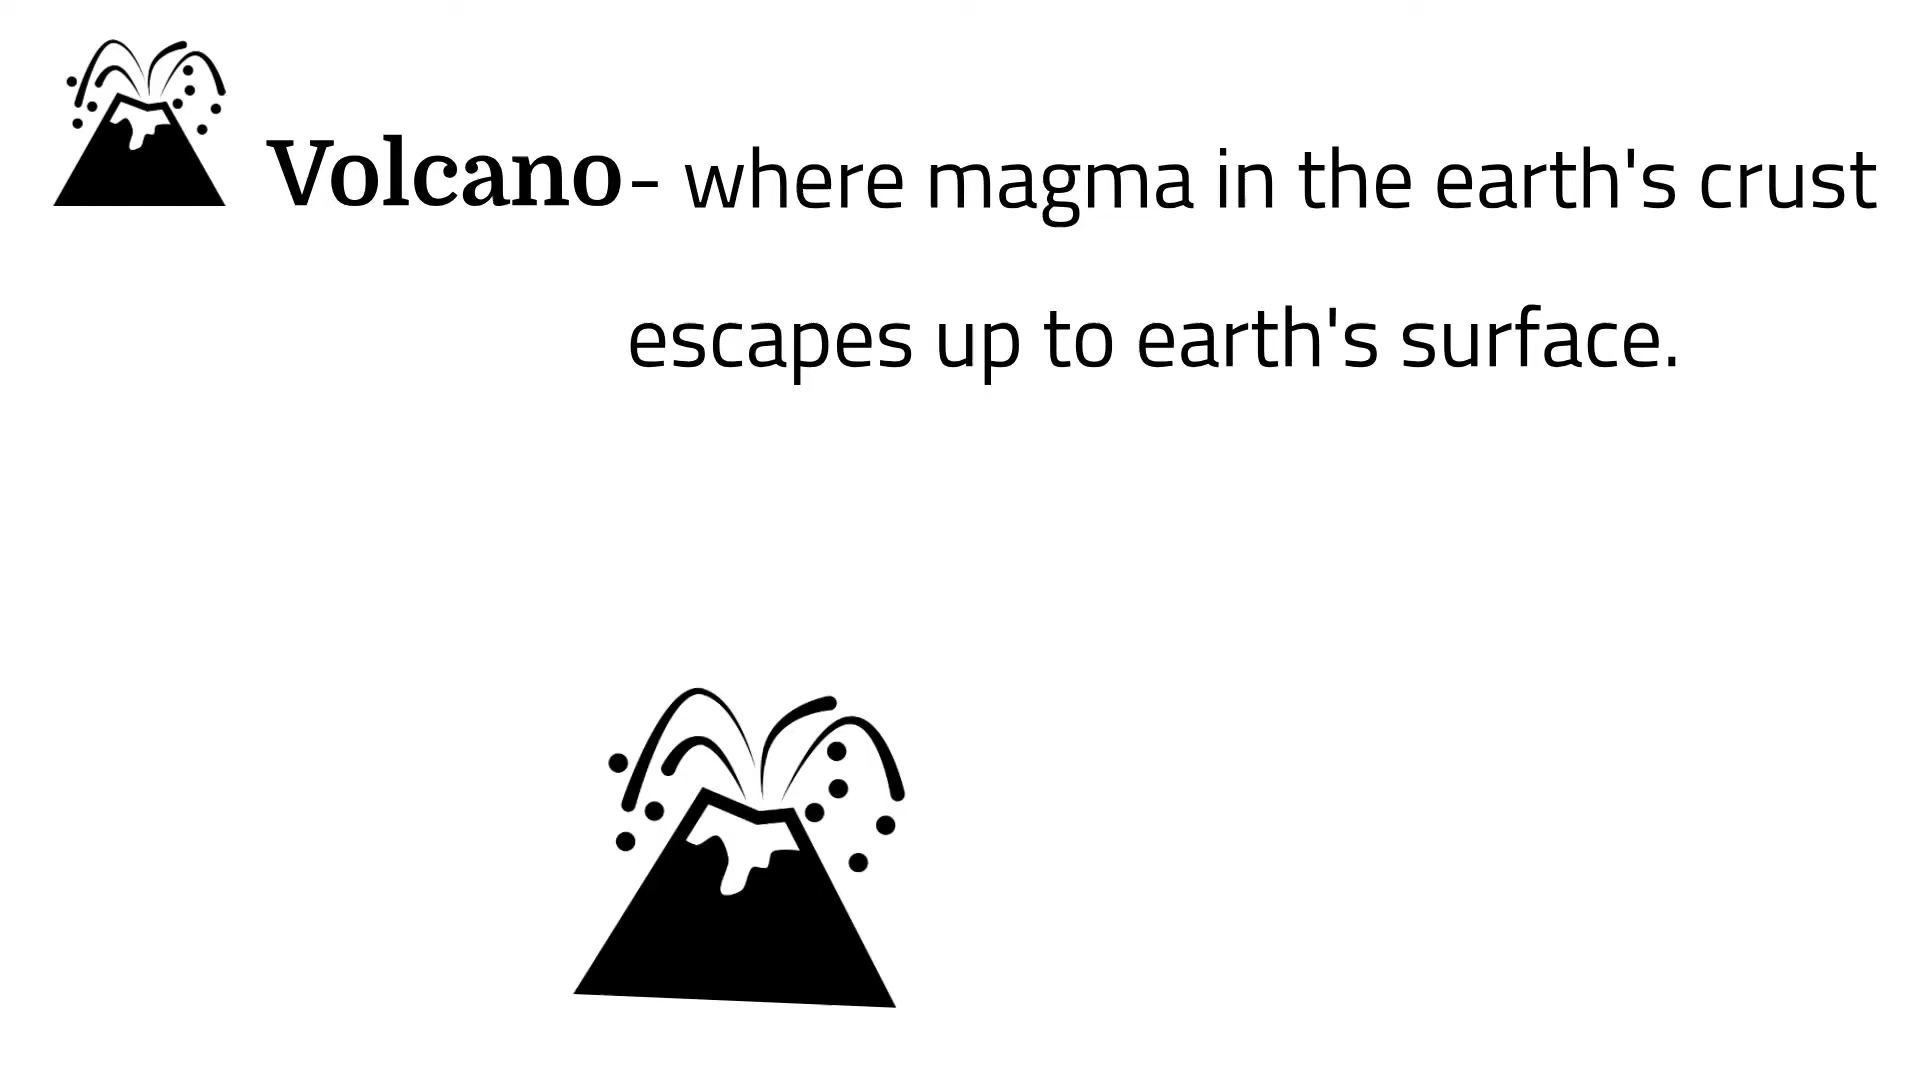 Volcano- where magma in the earth's crust
escapes up to earth's surface.